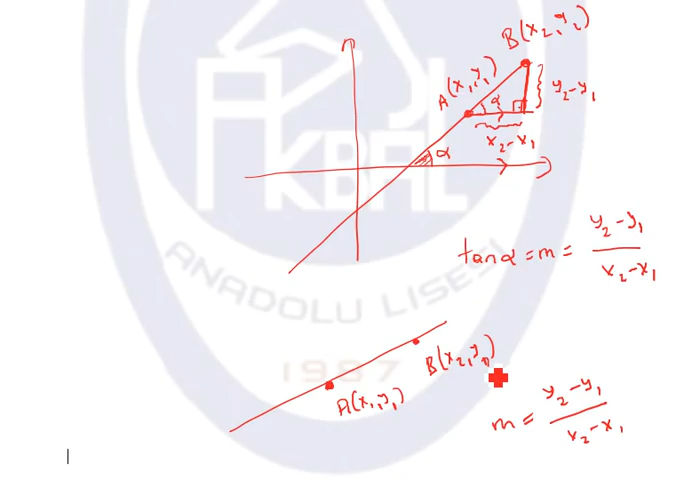 B(x₂,y₂)
A(x₁,y₁)
α
y₂-y₁
x₂-x₁
α
AKBAL
tanα = m = y₂-y₁
x₂-x₁
ANADOLU LİSESİ
1987
B(x₂,y₂)
A(x₁,y₁)
m = y₂-y₁
x₂-x₁